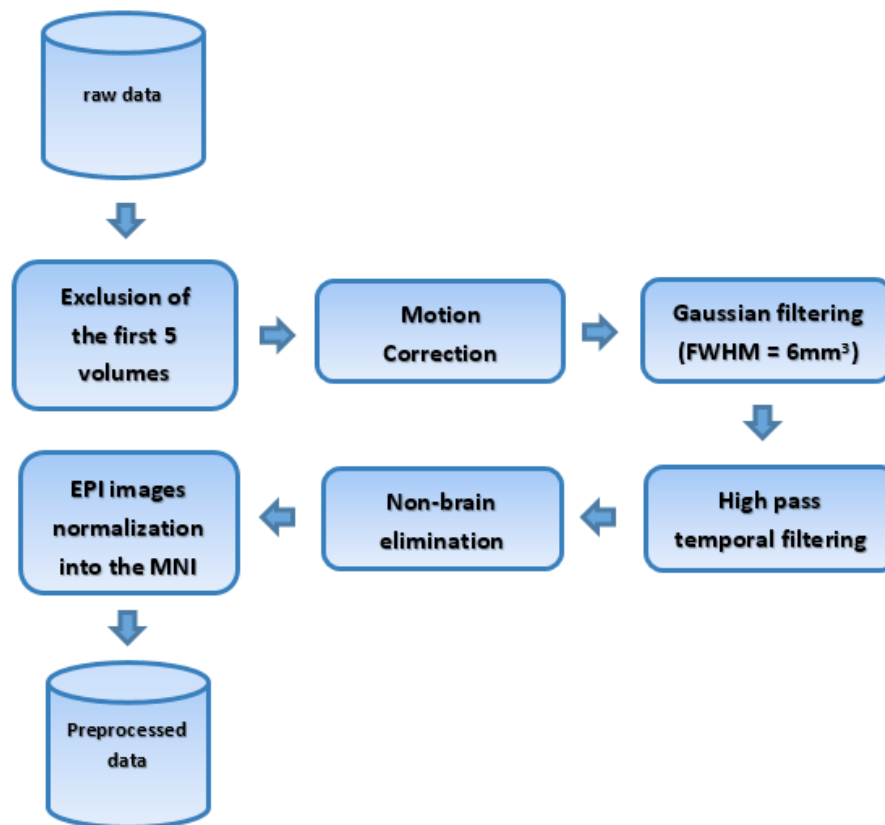 raw data
Exclusion of
the first 5
volumes
Motion
Correction
Gaussian filtering
(FWHM = 6mm³)
High pass
temporal filtering
Non-brain
elimination
EPI images
normalization
into the MNI
Preprocessed
data